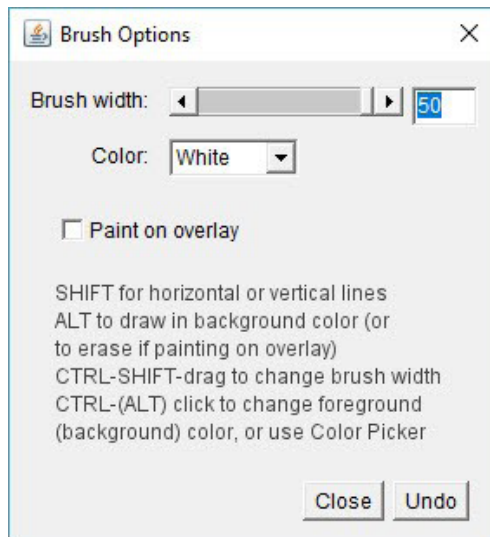 Brush Options
Brush width: 50
Color: White
Paint on overlay
SHIFT for horizontal or vertical lines
ALT to draw in background color (or
to erase if painting on overlay)
CTRL-SHIFT-drag to change brush width
CTRL-(ALT) click to change foreground
(background) color, or use Color Picker
Close Undo